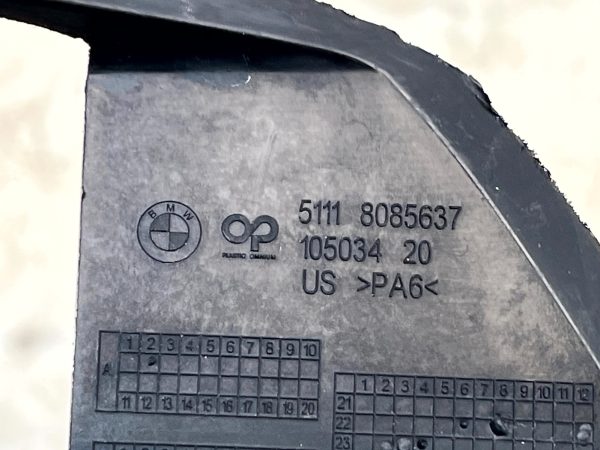 BMW
OP
PLASTIC OMNIUM
5111 8085637
105034 20
US >PA6<
1 2 3 4 5 6 7 8 9 10
A
11 12 13 14 15 16 17 18 19 20
1 2 3 4 5 6 7 8 9 10 11 12
21
22
23